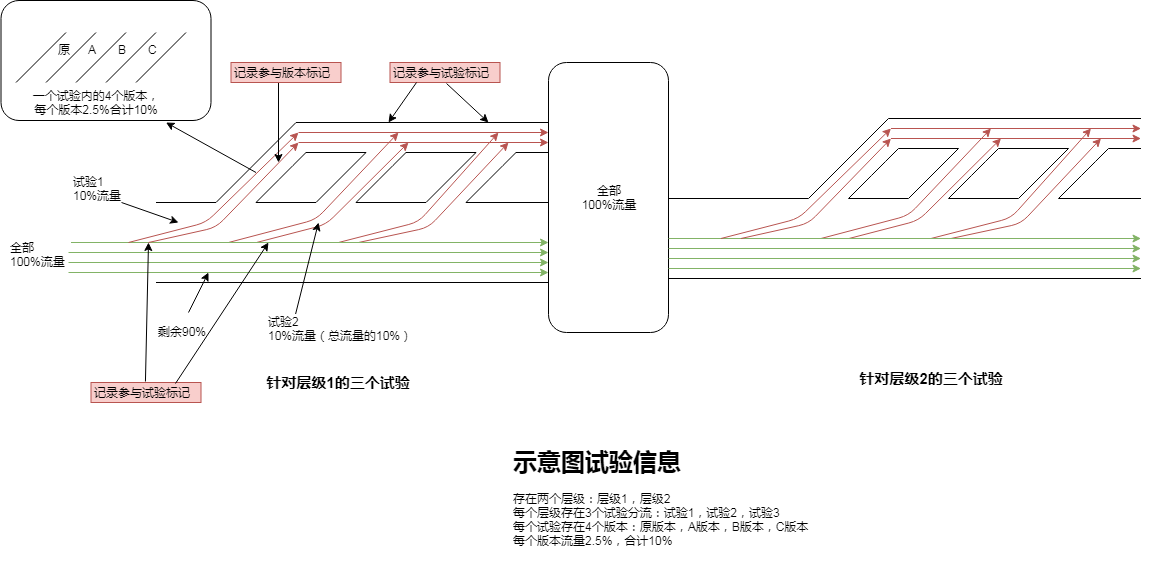 原 A B C
一个试验内的4个版本，
每个版本2.5%合计10%
记录参与版本标记
记录参与试验标记
试验1
10%流量
全部
100%流量
全部
100%流量
剩余90%
试验2
10%流量（总流量的10%）
记录参与试验标记
针对层级1的三个试验
针对层级2的三个试验
示意图试验信息
存在两个层级：层级1，层级2
每个层级存在3个试验分流：试验1，试验2，试验3
每个试验存在4个版本：原版本，A版本，B版本，C版本
每个版本流量2.5%，合计10%